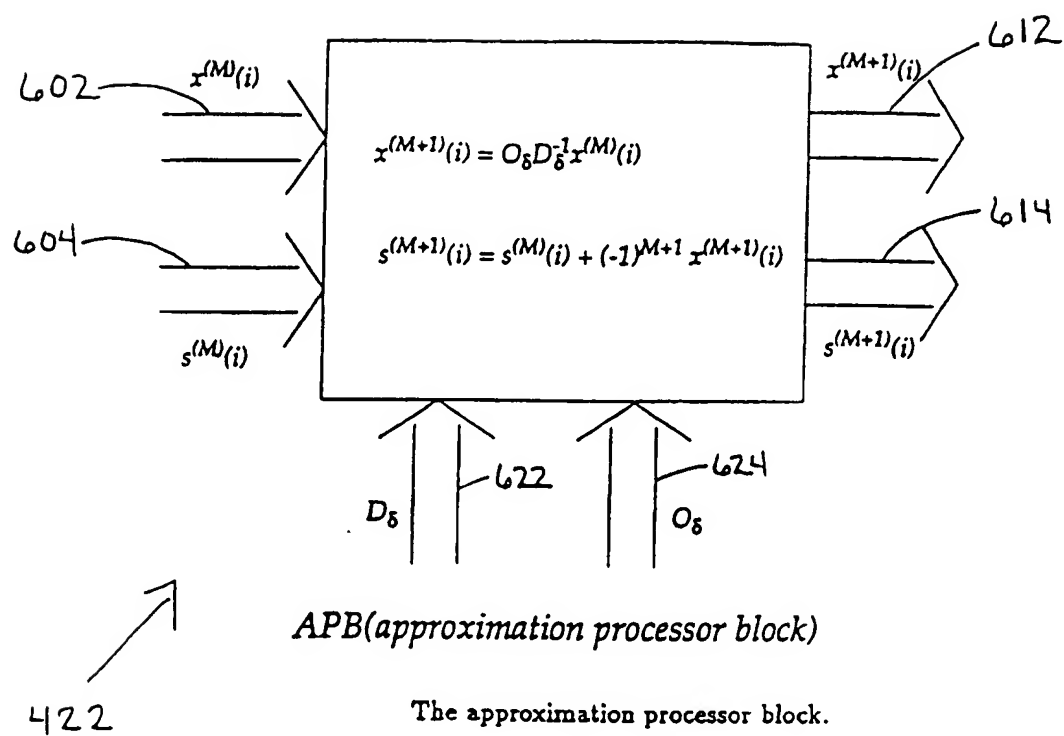 612
602
x^(M)(i)
x^(M+1)(i)
x^(M+1)(i) = O_δ D_δ^-1 x^(M)(i)
604
614
s^(M+1)(i) = s^(M)(i) + (-1)^M+1 x^(M+1)(i)
s^(M)(i)
s^(M+1)(i)
622
624
D_δ
O_δ
APB(approximation processor block)
422
The approximation processor block.